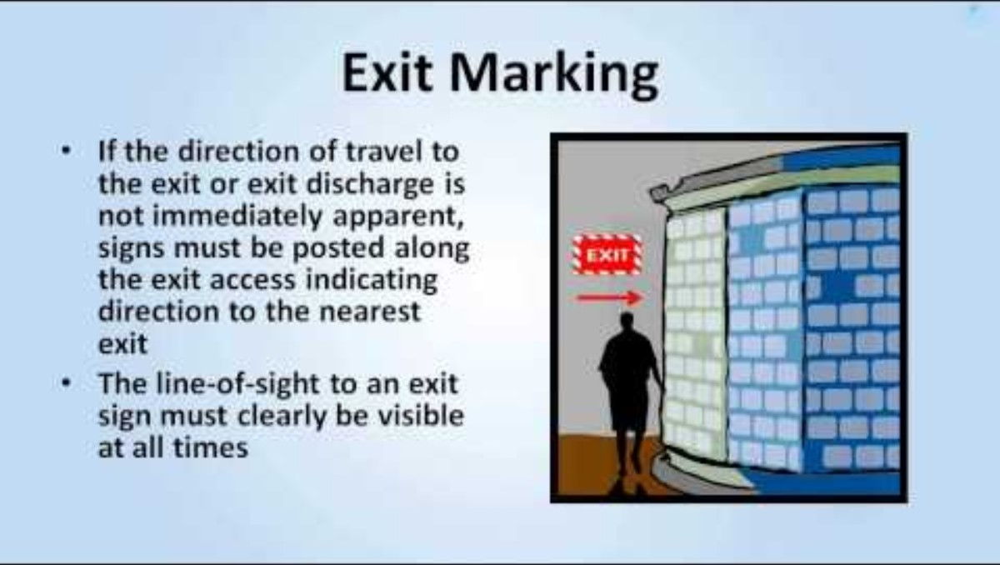 Exit Marking
• If the direction of travel to
the exit or exit discharge is
not immediately apparent,
signs must be posted along
the exit access indicating
direction to the nearest
exit
• The line-of-sight to an exit
sign must clearly be visible
at all times
EXIT